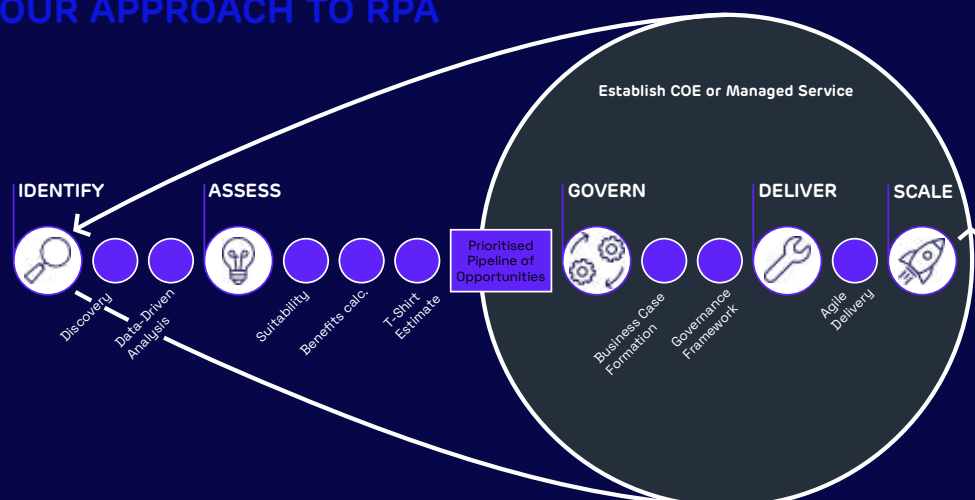 OUR APPROACH TO RPA
Establish COE or Managed Service
IDENTIFY
ASSESS
GOVERN
DELIVER
SCALE
Prioritised
Pipeline of
Opportunities
Discovery
Data-Driven
Analysis
Suitability
Benefits calc.
T-Shirt
Estimate
Business Case
Formation
Governance
Framework
Agile
Delivery